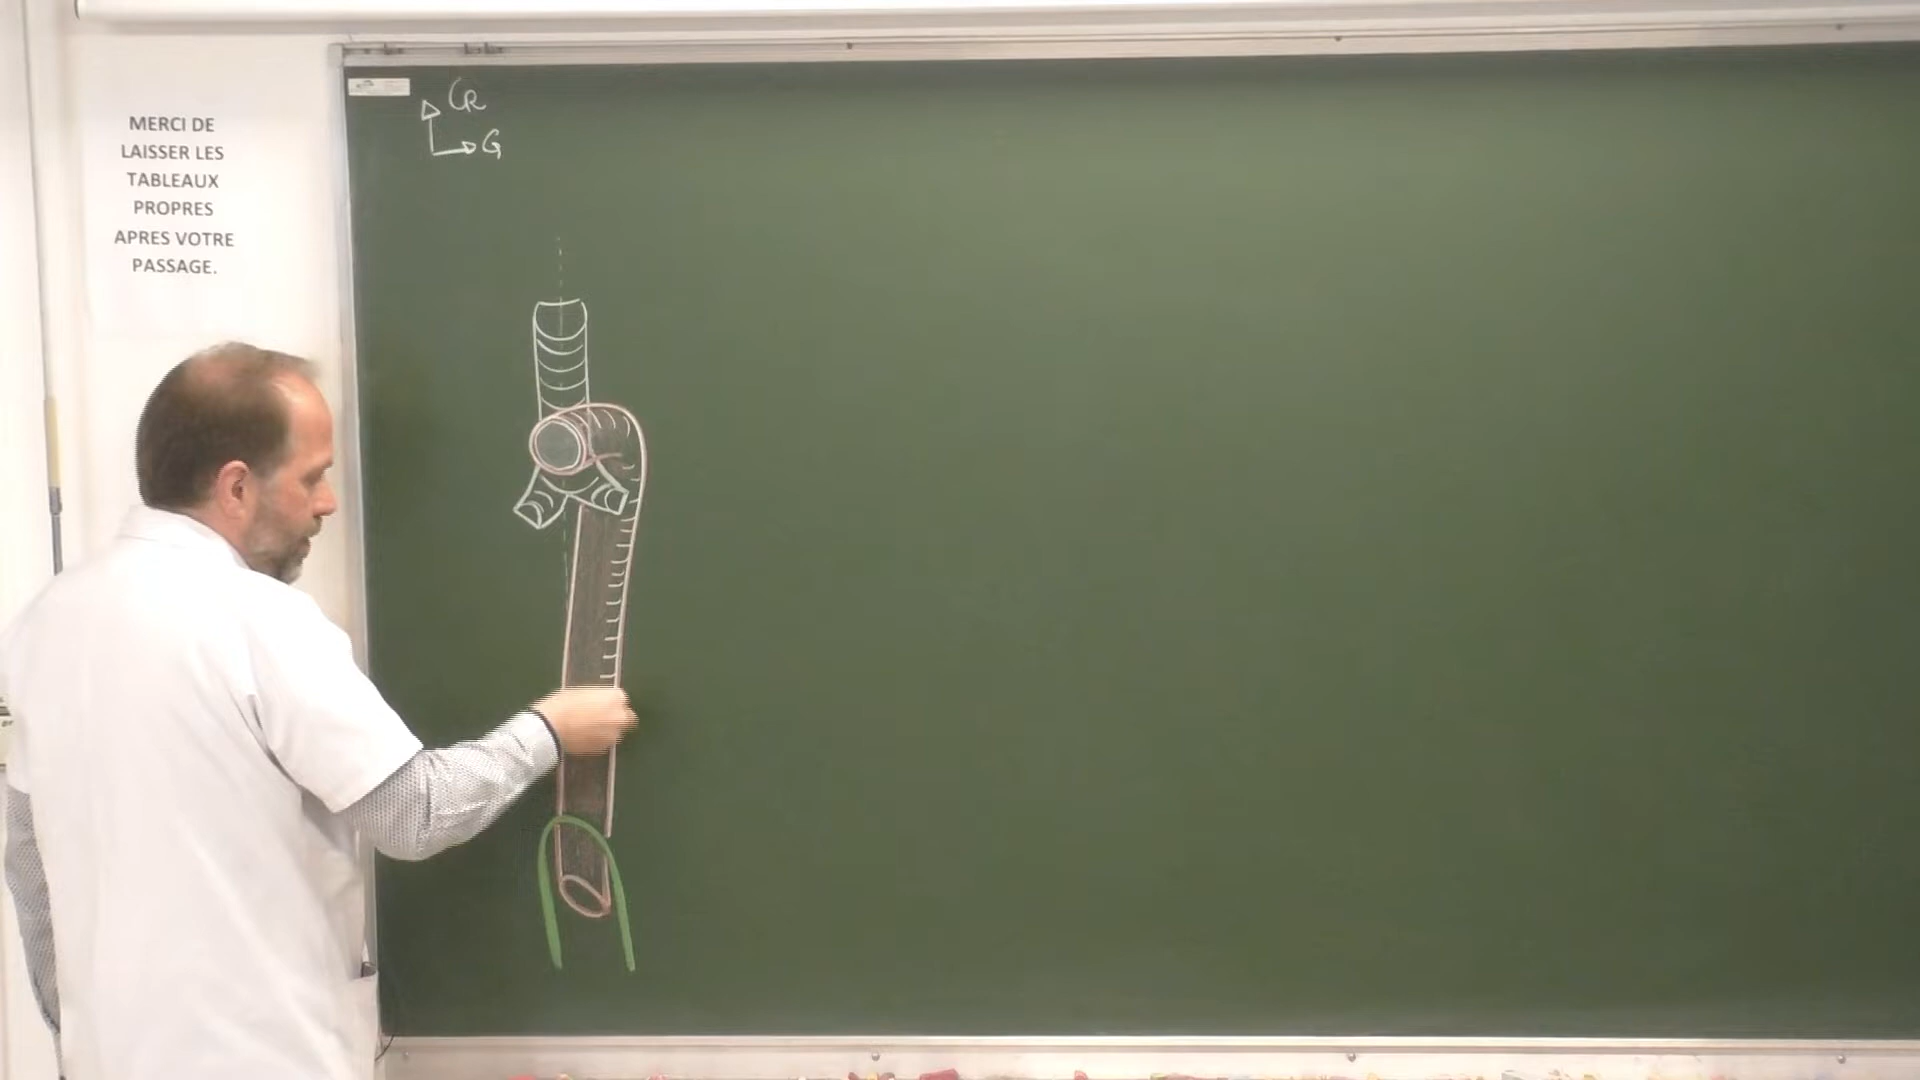 MERCI DE
LAISSER LES
TABLEAUX
PROPRES
APRES VOTRE
PASSAGE.
CR
G